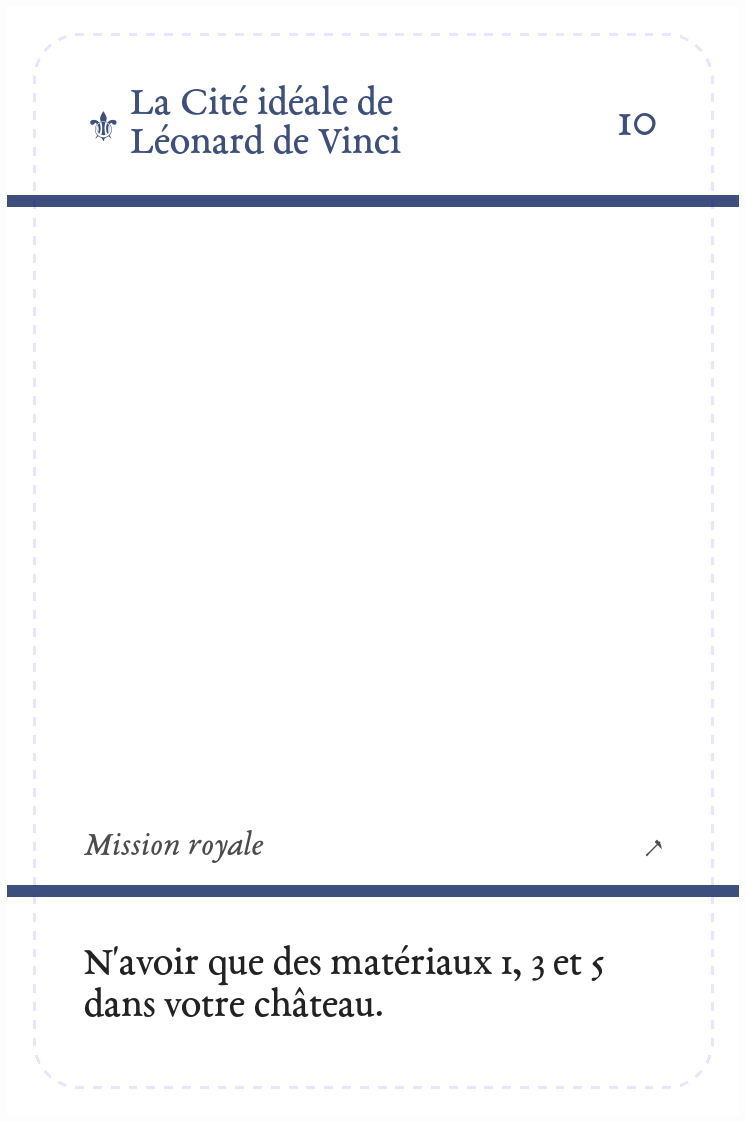 La Cité idéale de
Léonard de Vinci
10
Mission royale
N'avoir que des matériaux 1, 3 et 5
dans votre château.